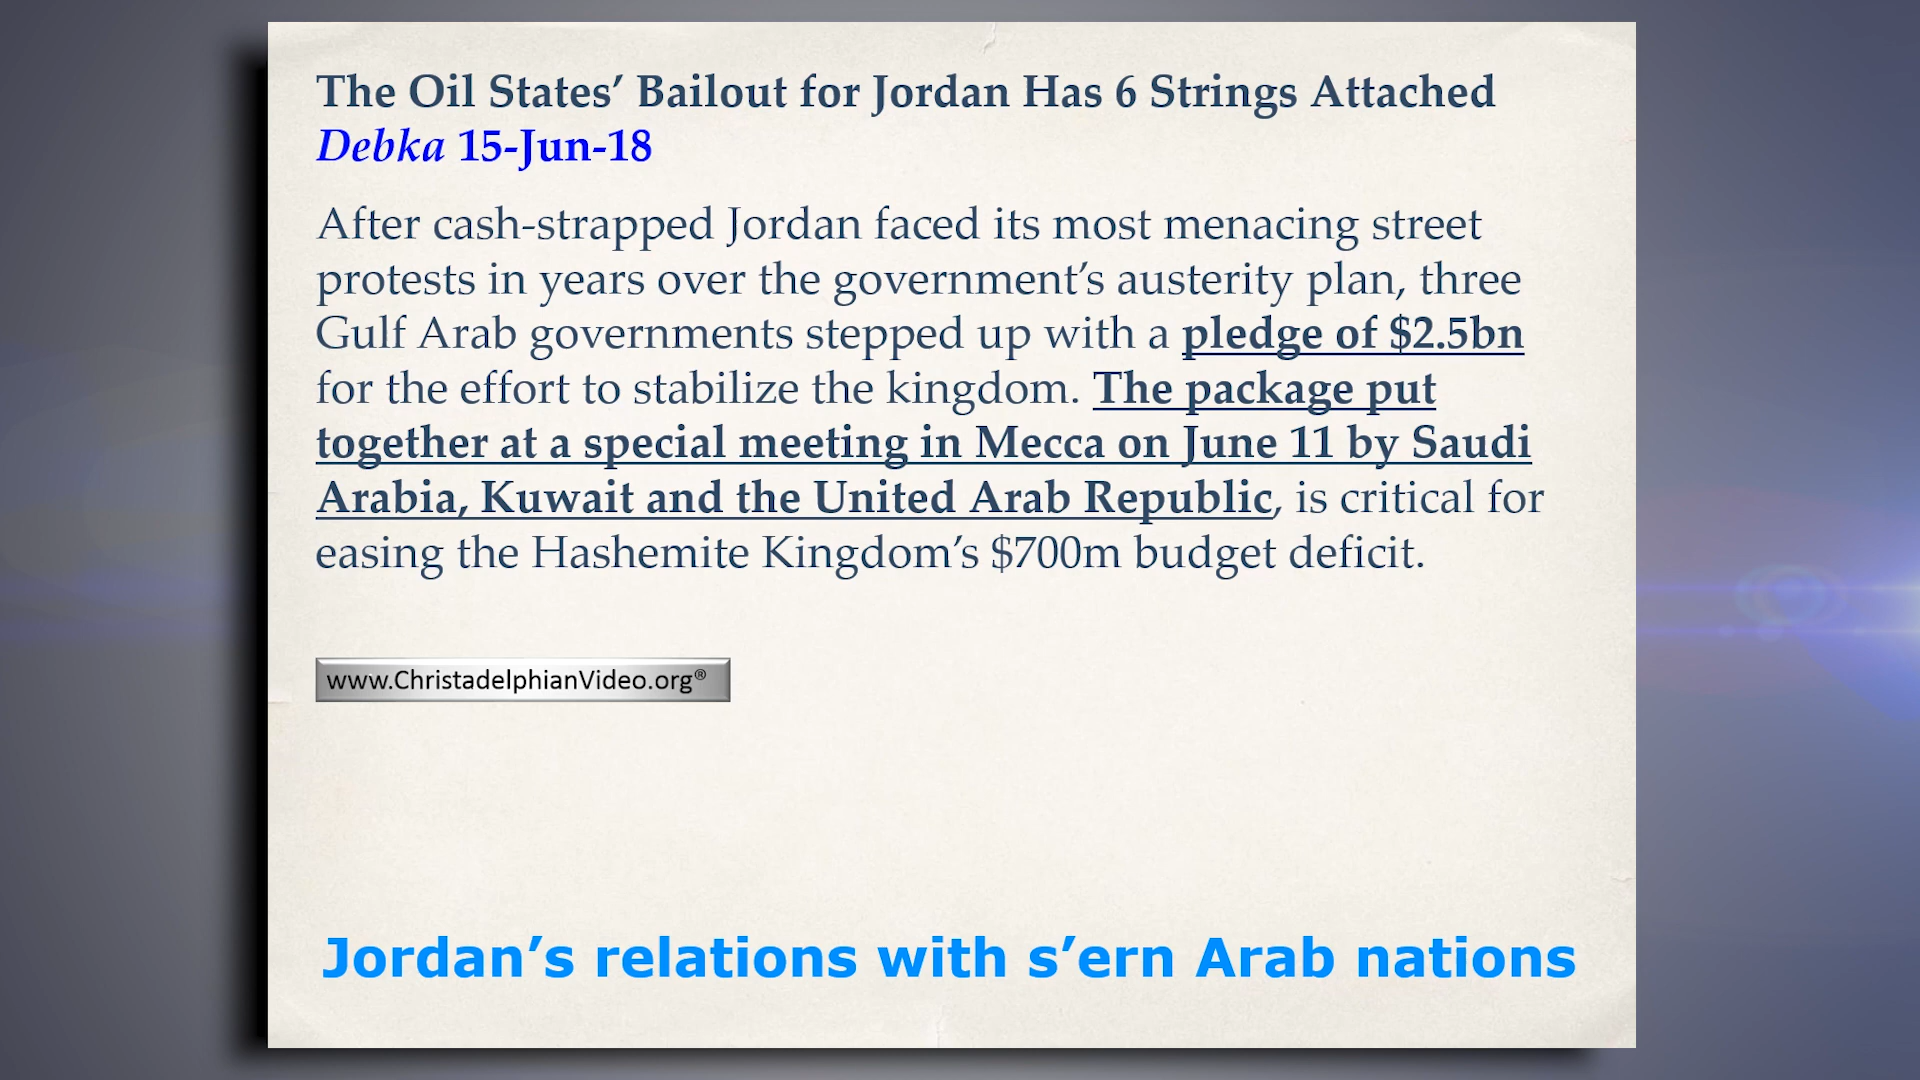 The Oil States’ Bailout for Jordan Has 6 Strings Attached
Debka 15-Jun-18
After cash-strapped Jordan faced its most menacing street
protests in years over the government’s austerity plan, three
Gulf Arab governments stepped up with a pledge of $2.5bn
for the effort to stabilize the kingdom. The package put
together at a special meeting in Mecca on June 11 by Saudi
Arabia, Kuwait and the United Arab Republic, is critical for
easing the Hashemite Kingdom’s $700m budget deficit.
www.ChristadelphianVideo.org®
Jordan’s relations with s’ern Arab nations